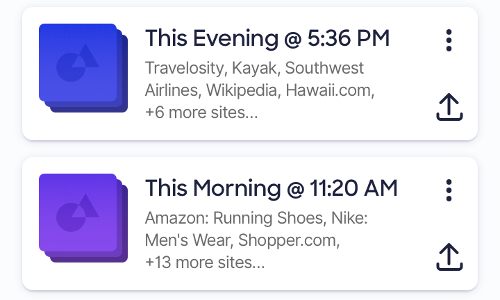 This Evening @ 5:36 PM
Travelosity, Kayak, Southwest
Airlines, Wikipedia, Hawaii.com,
+6 more sites...
This Morning @ 11:20 AM
Amazon: Running Shoes, Nike:
Men's Wear, Shopper.com,
+13 more sites...